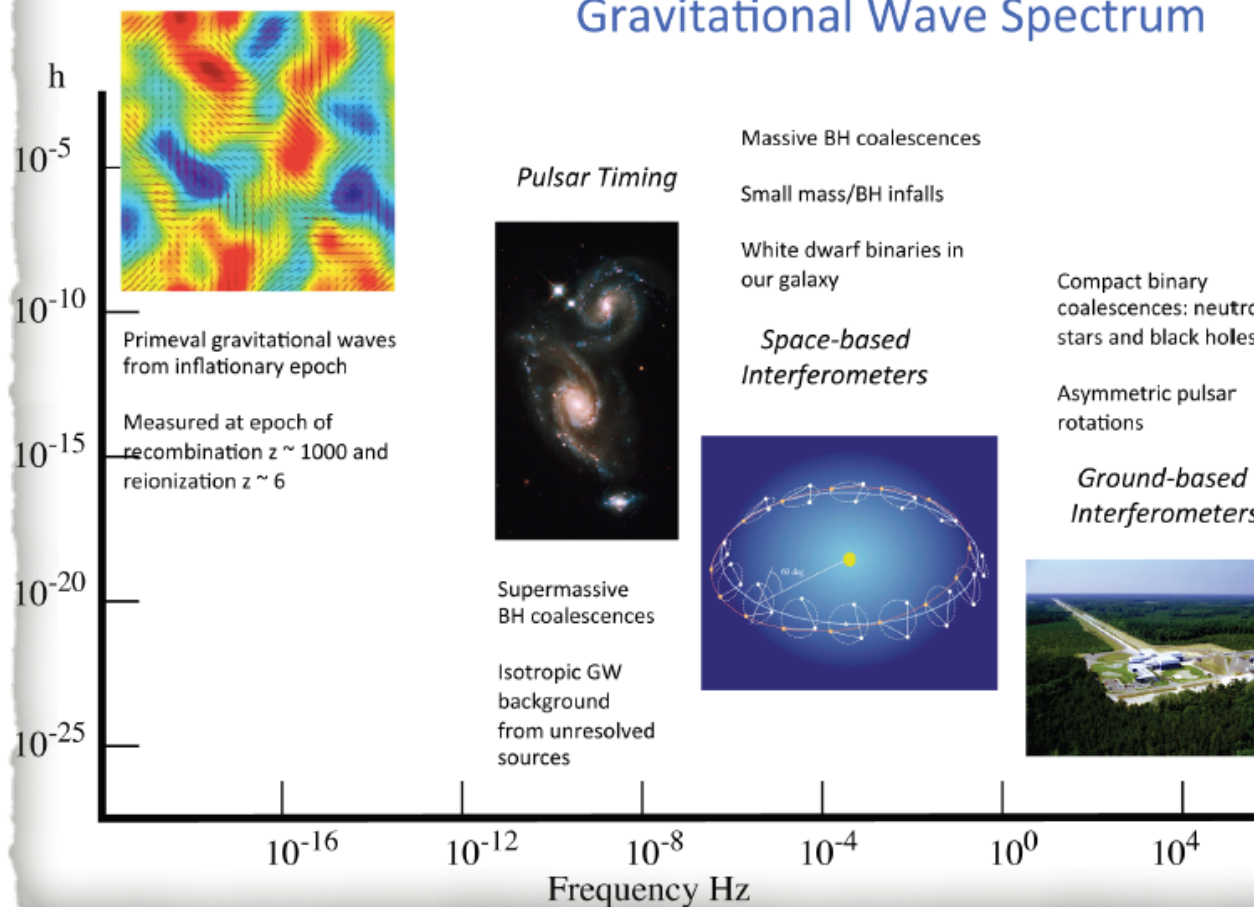 Gravitational Wave Spectrum
h
10-5
10-10
10-15
10-20
10-25
Primeval gravitational waves
from inflationary epoch
Measured at epoch of
recombination z ~ 1000 and
reionization z ~ 6
Pulsar Timing
Supermassive
BH coalescences
Isotropic GW
background
from unresolved
sources
Massive BH coalescences
Small mass/BH infalls
White dwarf binaries in
our galaxy
Space-based
Interferometers
60 deg
Compact binary
coalescences: neutro
stars and black holes
Asymmetric pulsar
rotations
Ground-based
Interferometers
10-16 10-12 10-8 10-4 100 104
Frequency Hz